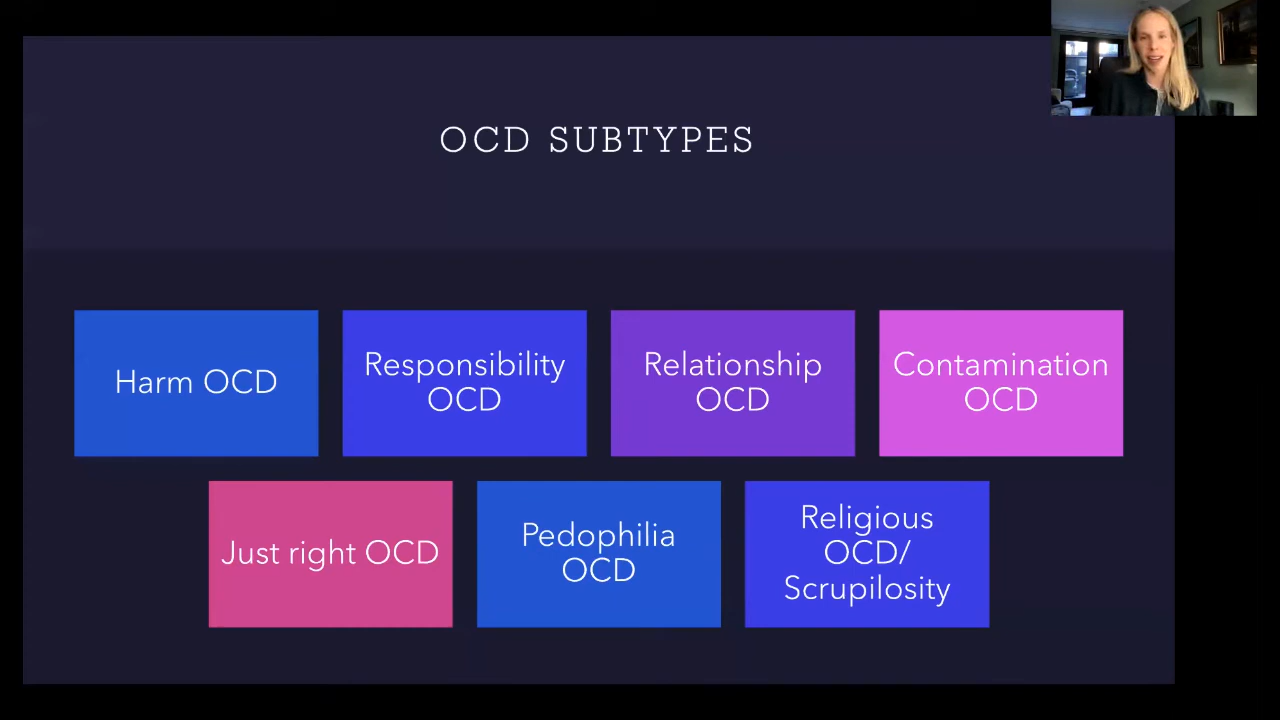 OCD SUBTYPES
Harm OCD
Responsibility
OCD
Relationship
OCD
Contamination
OCD
Just right OCD
Pedophilia
OCD
Religious
OCD/
Scrupilosity